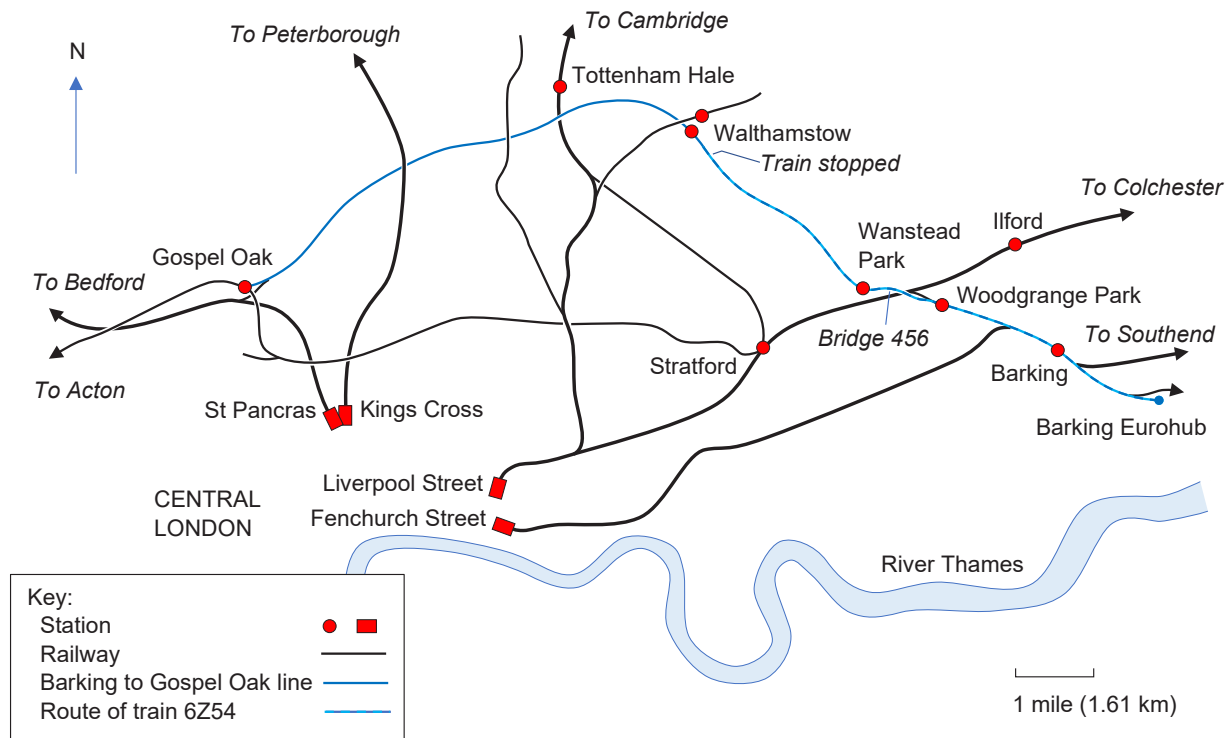 To Cambridge
To Peterborough
N
Tottenham Hale
Walthamstow
Train stopped
To Colchester
Ilford
Wanstead
Park
Gospel Oak
To Bedford
Woodgrange Park
Bridge 456
To Southend
Stratford
Barking
To Acton
St Pancras
Kings Cross
Barking Eurohub
Liverpool Street
CENTRAL
LONDON
Fenchurch Street
River Thames
Key:
Station
Railway
Barking to Gospel Oak line
Route of train 6Z54
1 mile (1.61 km)